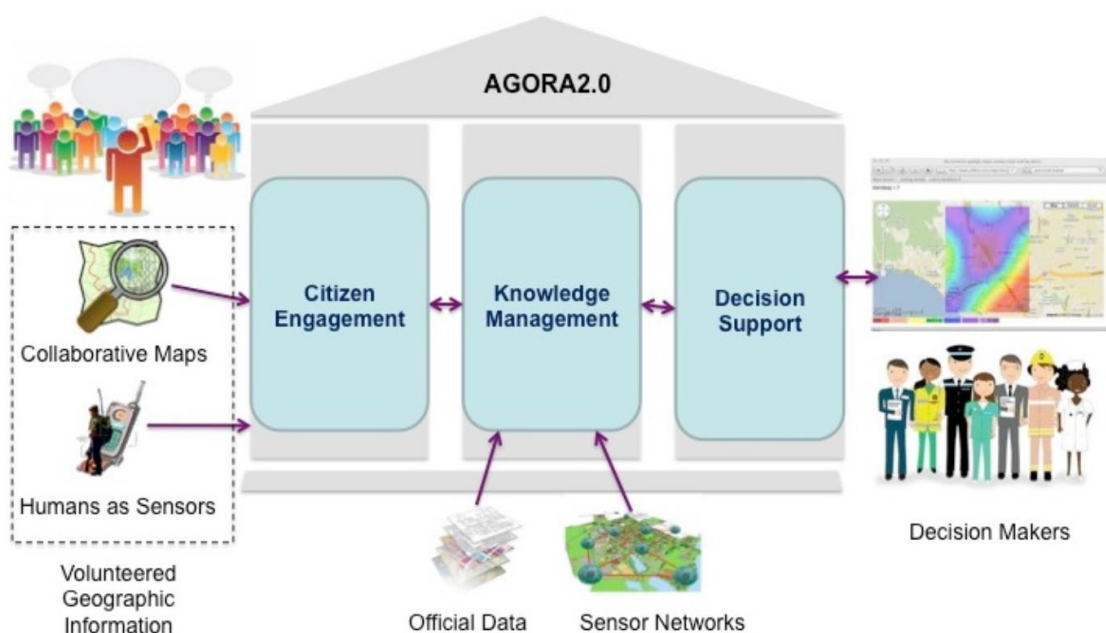 AGORA2.0
Citizen
Engagement
Knowledge
Management
Decision
Support
Collaborative Maps
Humans as Sensors
Volunteered
Geographic
Information
Official Data
Sensor Networks
Decision Makers